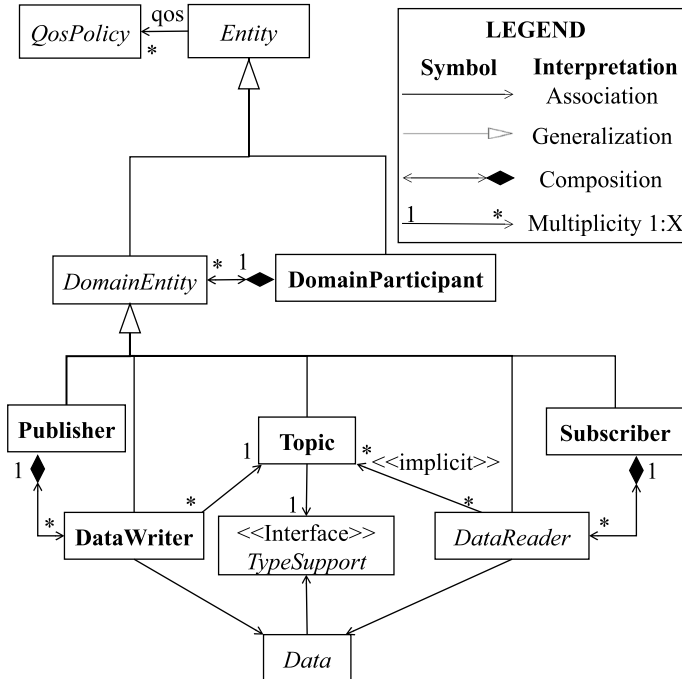 QosPolicy
qos
*
Entity
LEGEND
Symbol Interpretation
Association
Generalization
Composition
1 * Multiplicity 1:X
DomainEntity
* 1
DomainParticipant
Publisher
Topic
Subscriber
1
1
*
<<implicit>>
1
*
*
1
*
*
DataWriter
<<Interface>>
TypeSupport
DataReader
Data